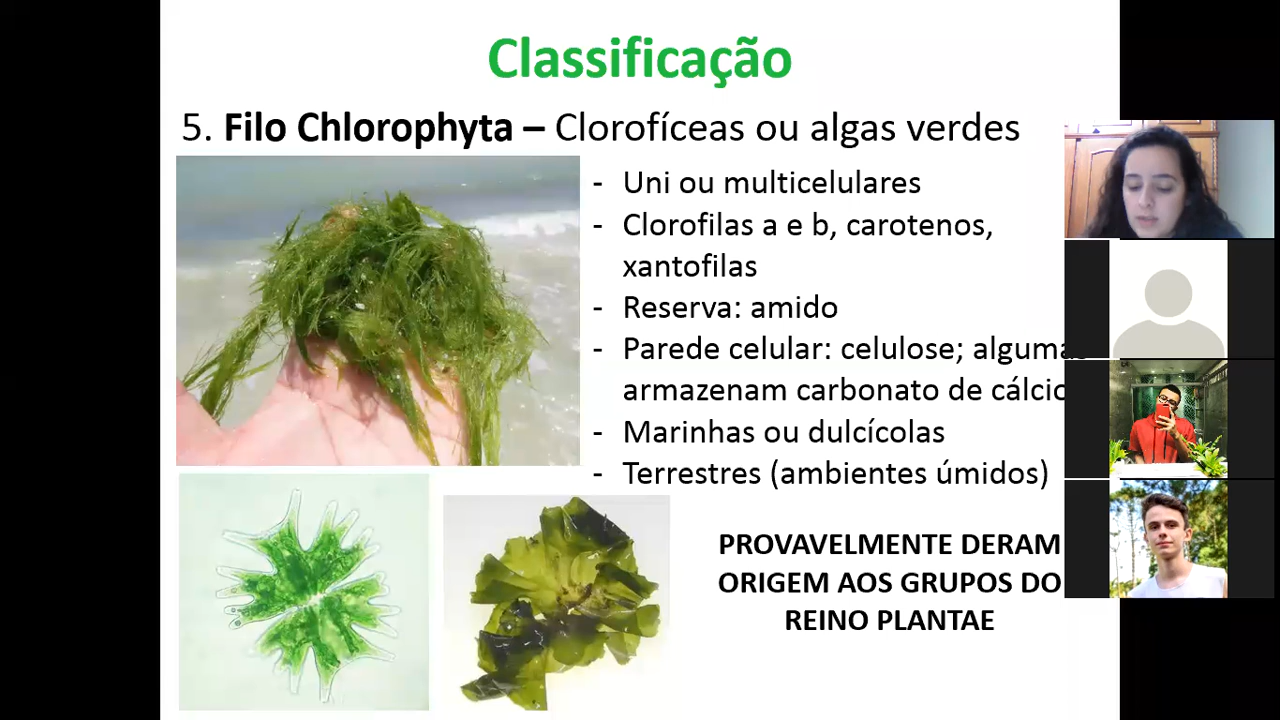 Classificação
5. Filo Chlorophyta – Clorofíceas ou algas verdes
- Uni ou multicelulares
- Clorofilas a e b, carotenos,
xantofilas
- Reserva: amido
- Parede celular: celulose; algumas
armazenam carbonato de cálcio
- Marinhas ou dulcícolas
- Terrestres (ambientes úmidos)
PROVAVELMENTE DERAM
ORIGEM AOS GRUPOS DO
REINO PLANTAE